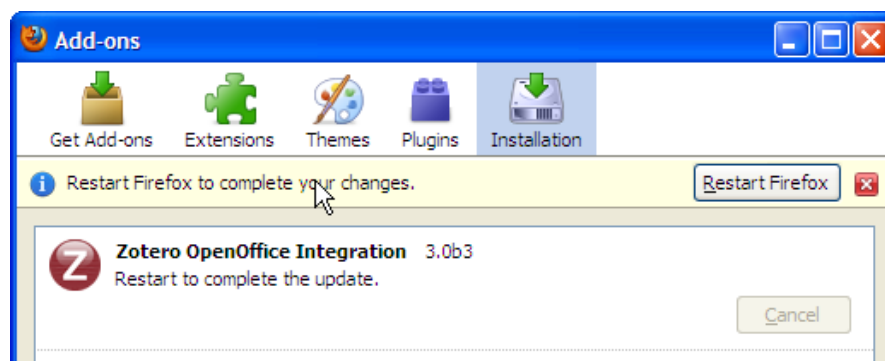 Add-ons
Get Add-ons Extensions Themes Plugins Installation
Restart Firefox to complete your changes. Restart Firefox
Z Zotero OpenOffice Integration 3.0b3
Restart to complete the update.
Cancel